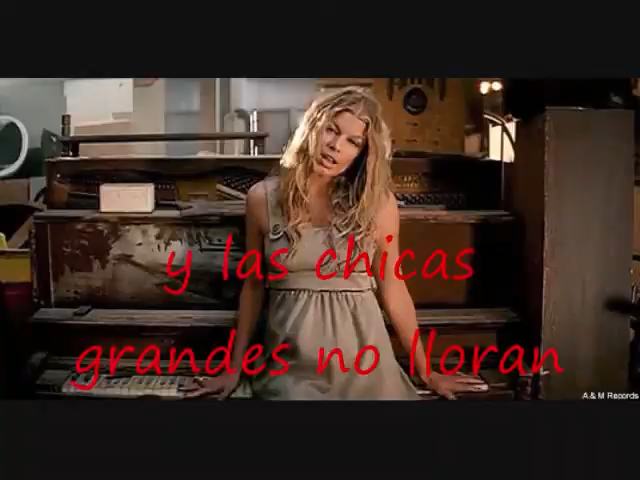 y las chicas
grandes no lloran
A & M Records